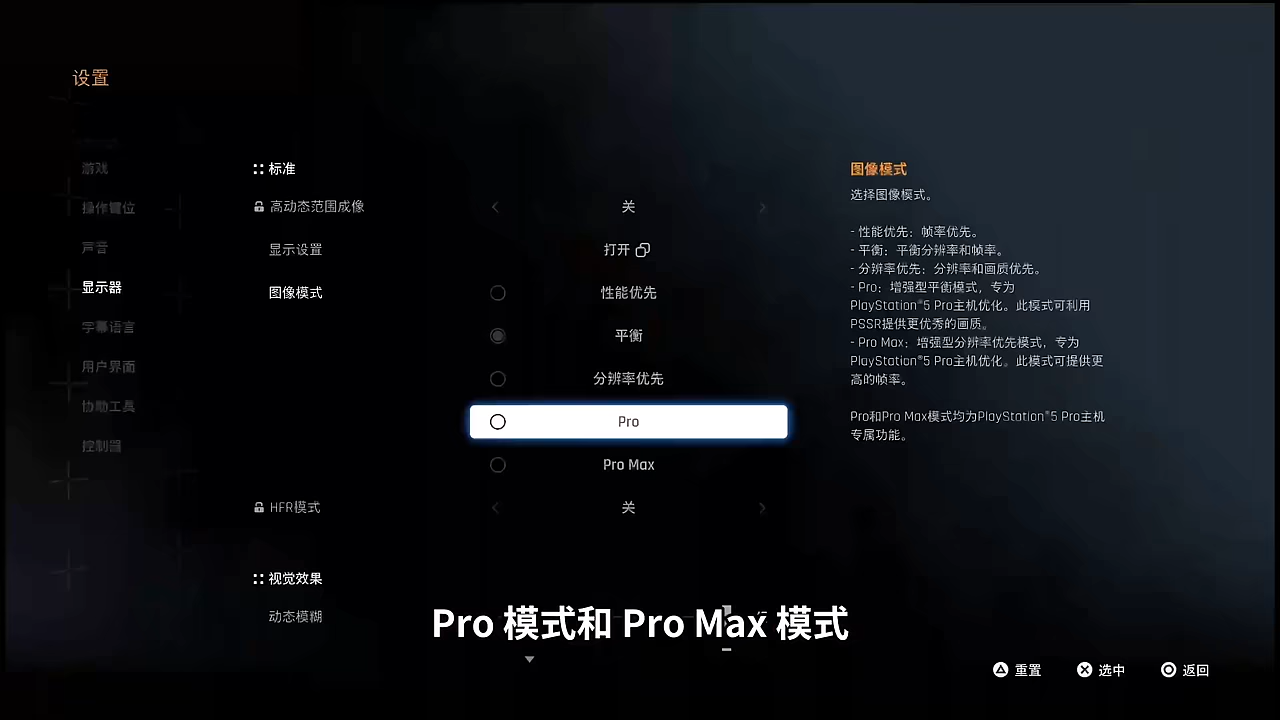 设置
游戏
操作键位
声音
显示器
字幕语言
用户界面
协助工具
控制器
标准
高动态范围成像
关
显示设置
打开
图像模式
性能优先
平衡
分辨率优先
Pro
Pro Max
HFR模式
关
视觉效果
动态模糊
图像模式
选择图像模式。
- 性能优先：帧率优先。
- 平衡：平衡分辨率和帧率。
- 分辨率优先：分辨率和画质优先。
- Pro：增强型平衡模式，专为
PlayStation®5 Pro主机优化。此模式可利用
PSSR提供更优秀的画质。
- Pro Max：增强型分辨率优先模式，专为
PlayStation®5 Pro主机优化。此模式可提供更
高的帧率。
Pro和Pro Max模式均为PlayStation®5 Pro主机
专属功能。
Pro 模式和 Pro Max 模式
重置
选中
返回